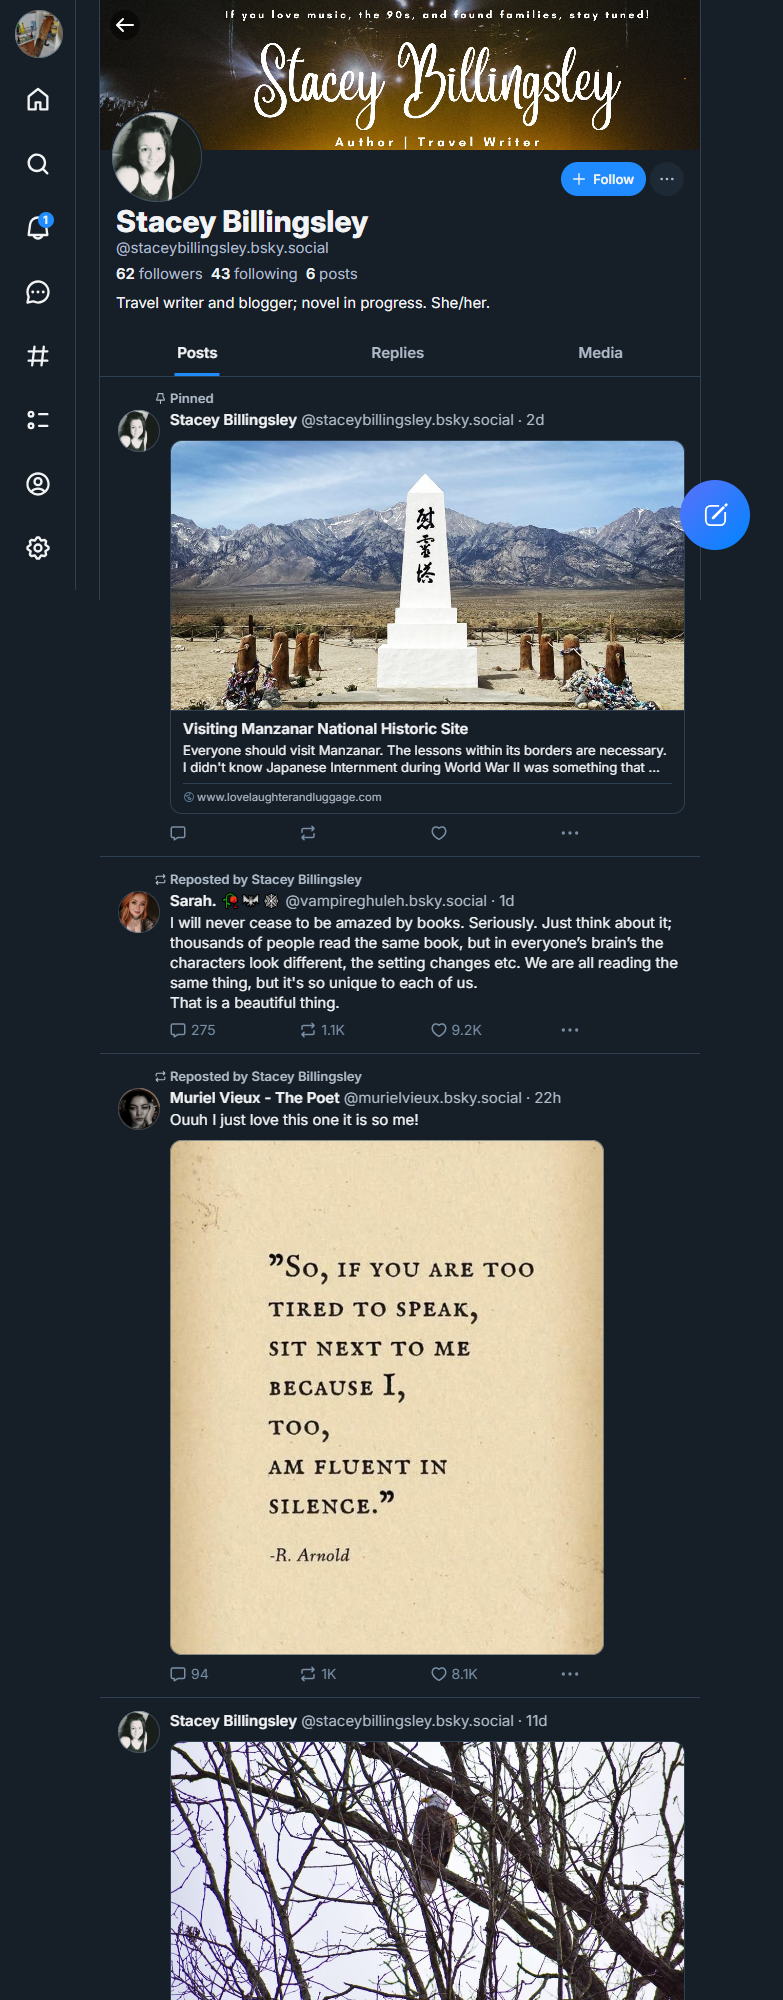 If you love music, the 90s, and found families, stay tuned!
Stacey Billingsley
Author | Travel Writer
+ Follow
1
Stacey Billingsley
@staceybillingsley.bsky.social
62 followers 43 following 6 posts
Travel writer and blogger; novel in progress. She/her.
Posts Replies Media
Pinned
Stacey Billingsley @staceybillingsley.bsky.social · 2d
慰
霊
塔
Visiting Manzanar National Historic Site
Everyone should visit Manzanar. The lessons within its borders are necessary.
I didn't know Japanese Internment during World War II was something that ...
www.lovelaughterandluggage.com
Reposted by Stacey Billingsley
Sarah. @vampireghuleh.bsky.social · 1d
I will never cease to be amazed by books. Seriously. Just think about it;
thousands of people read the same book, but in everyone’s brain’s the
characters look different, the setting changes etc. We are all reading the
same thing, but it's so unique to each of us.
That is a beautiful thing.
275 1.1K 9.2K
Reposted by Stacey Billingsley
Muriel Vieux - The Poet @murielvieux.bsky.social · 22h
Ouuh I just love this one it is so me!
”So, if you are too
tired to speak,
sit next to me
because I,
too,
am fluent in
silence.”
-R. Arnold
94 1K 8.1K
Stacey Billingsley @staceybillingsley.bsky.social · 11d